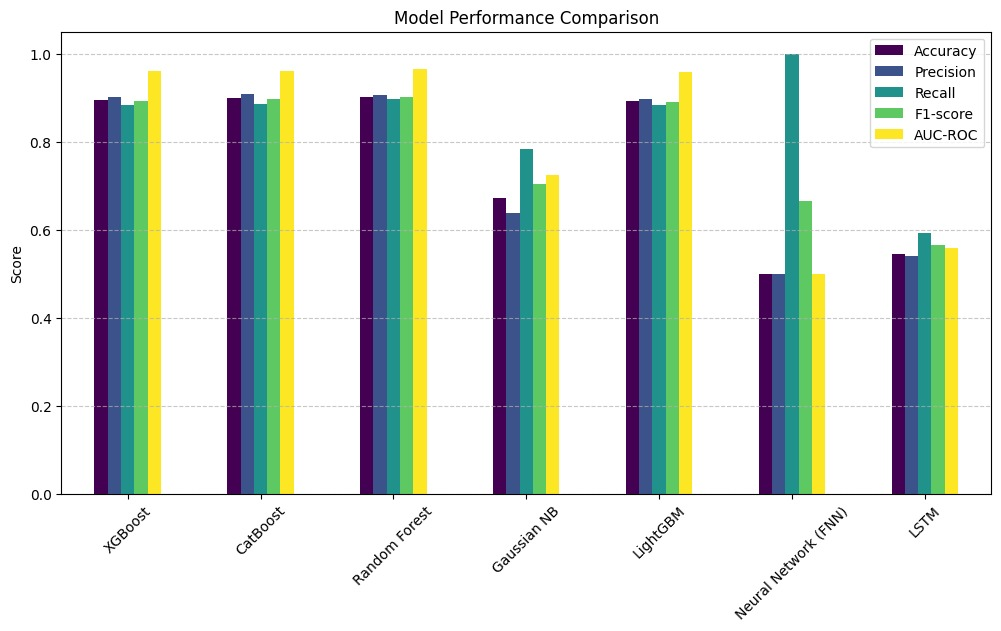 Model Performance Comparison
Accuracy
Precision
Recall
F1-score
AUC-ROC
Score
1.0
0.8
0.6
0.4
0.2
0.0
XGBoost
CatBoost
Random Forest
Gaussian NB
LightGBM
Neural Network (FNN)
LSTM